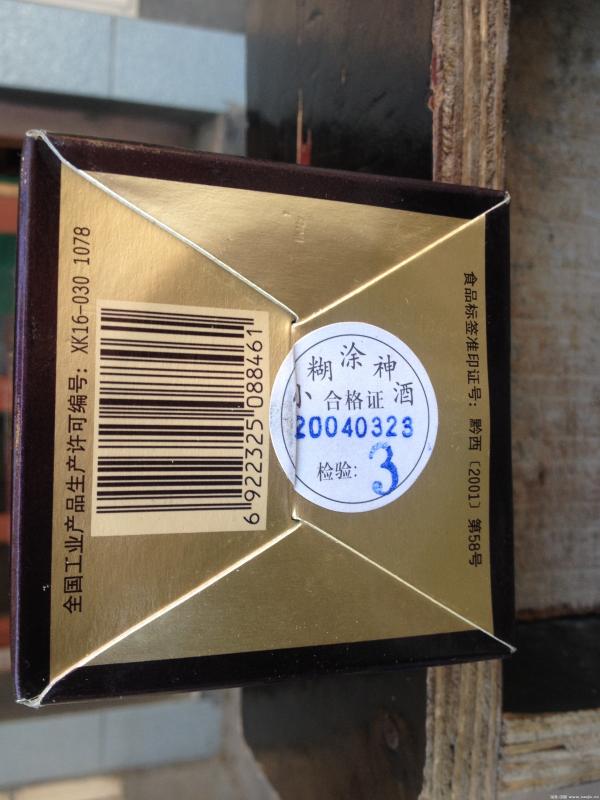 全国工业产品生产许可编号: XK16-030 1078
6 922325 088461
小糊涂神酒
合格证
20040323
检验: 3
食品标签准印证号: 黔西〔2001〕第58号